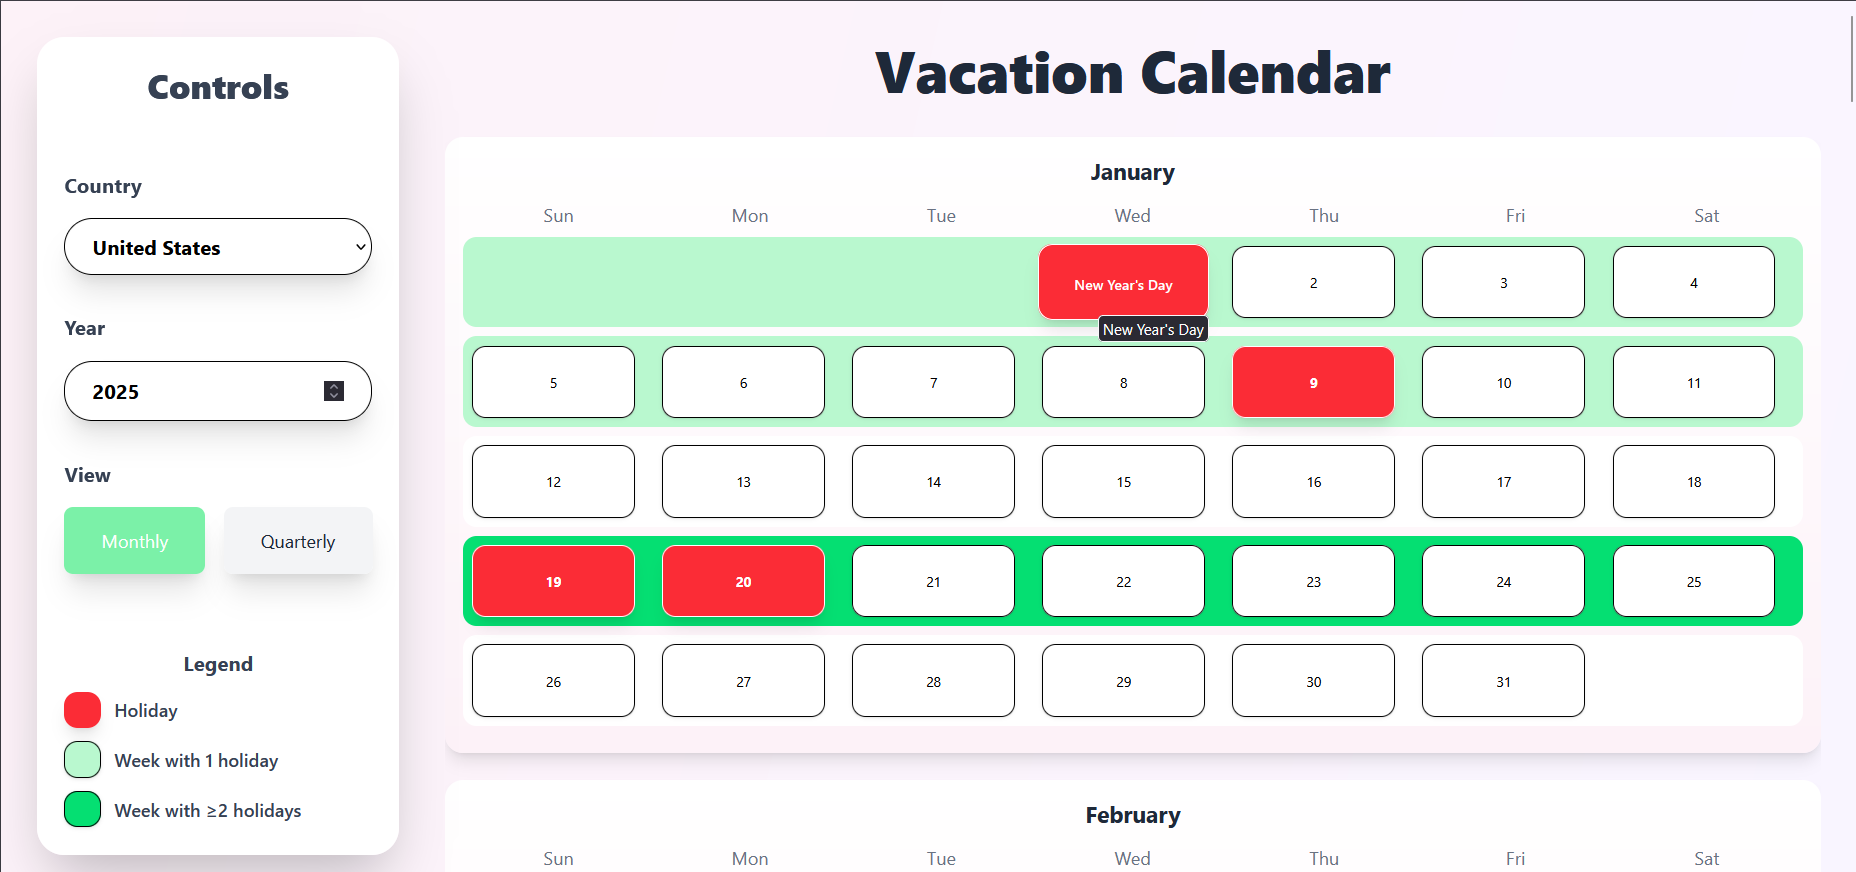 Controls
Country
United States
Year
2025
View
Monthly Quarterly
Legend
Holiday
Week with 1 holiday
Week with ≥2 holidays
Vacation Calendar
January
Sun Mon Tue Wed Thu Fri Sat
New Year's Day 2 3 4
New Year's Day
5 6 7 8 9 10 11
12 13 14 15 16 17 18
19 20 21 22 23 24 25
26 27 28 29 30 31
February
Sun Mon Tue Wed Thu Fri Sat